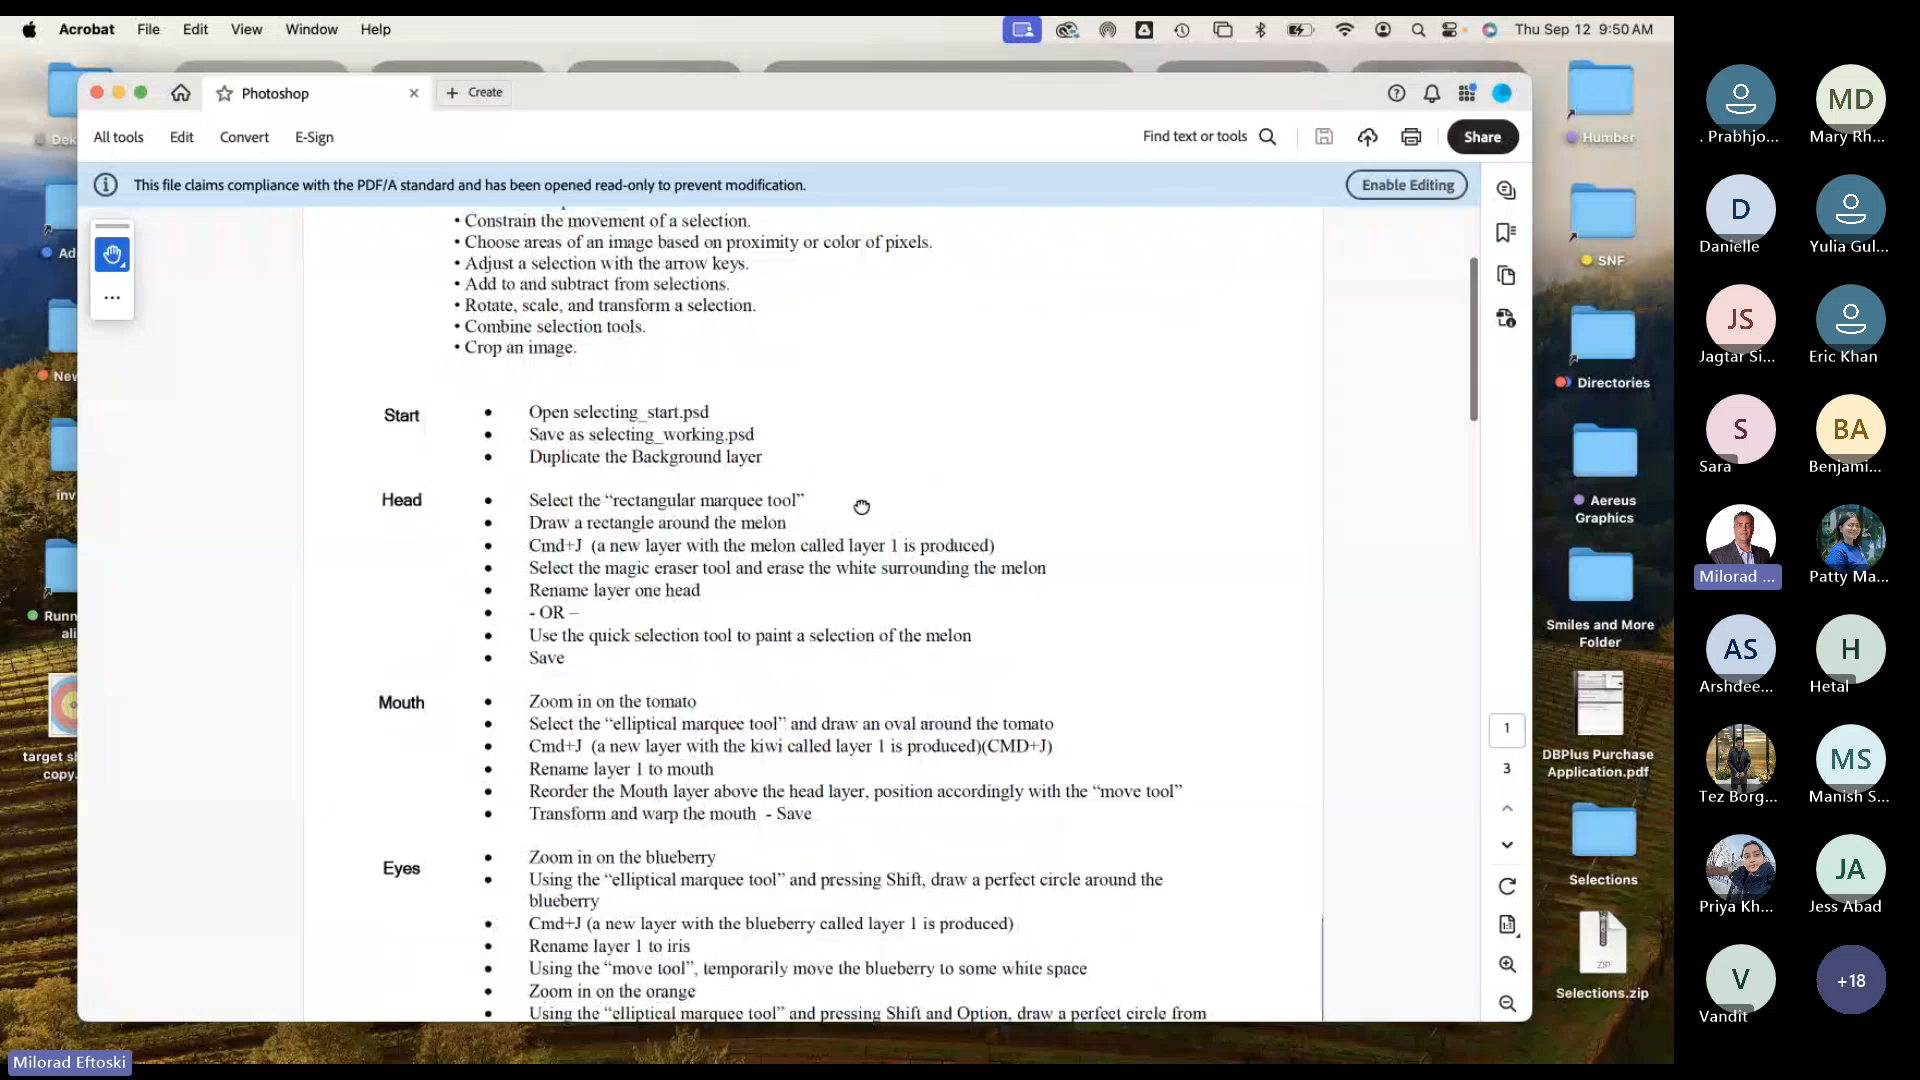 Acrobat File Edit View Window Help Thu Sep 12 9:50 AM
Photoshop
Create
All tools Edit Convert E-Sign
Find text or tools
Share
This file claims compliance with the PDF/A standard and has been opened read-only to prevent modification.
Enable Editing
• Constrain the movement of a selection.
• Choose areas of an image based on proximity or color of pixels.
• Adjust a selection with the arrow keys.
• Add to and subtract from selections.
• Rotate, scale, and transform a selection.
• Combine selection tools.
• Crop an image.
Start
• Open selecting_start.psd
• Save as selecting_working.psd
• Duplicate the Background layer
Head
• Select the “rectangular marquee tool”
• Draw a rectangle around the melon
• Cmd+J (a new layer with the melon called layer 1 is produced)
• Select the magic eraser tool and erase the white surrounding the melon
• Rename layer one head
• - OR –
• Use the quick selection tool to paint a selection of the melon
• Save
Mouth
• Zoom in on the tomato
• Select the “elliptical marquee tool” and draw an oval around the tomato
• Cmd+J (a new layer with the kiwi called layer 1 is produced)(CMD+J)
• Rename layer 1 to mouth
• Reorder the Mouth layer above the head layer, position accordingly with the “move tool”
• Transform and warp the mouth - Save
Eyes
• Zoom in on the blueberry
• Using the “elliptical marquee tool” and pressing Shift, draw a perfect circle around the
blueberry
• Cmd+J (a new layer with the blueberry called layer 1 is produced)
• Rename layer 1 to iris
• Using the “move tool”, temporarily move the blueberry to some white space
• Zoom in on the orange
• Using the “elliptical marquee tool” and pressing Shift and Option, draw a perfect circle from
1
3
Dek
Ad
New
inv
Runn
ali
target s
copy.
Humber
SNF
Directories
Aereus
Graphics
Smiles and More
Folder
DBPlus Purchase
Application.pdf
Selections
ZIP
Selections.zip
. Prabhjo...
MD
Mary Rh...
D
Danielle
Yulia Gul...
JS
Jagtar Si...
Eric Khan
S
Sara
BA
Benjami...
Milorad ...
Patty Ma...
AS
Arshdee...
H
Hetal
Tez Borg...
MS
Manish S...
Priya Kh...
JA
Jess Abad
V
Vandit
+18
Milorad Eftoski